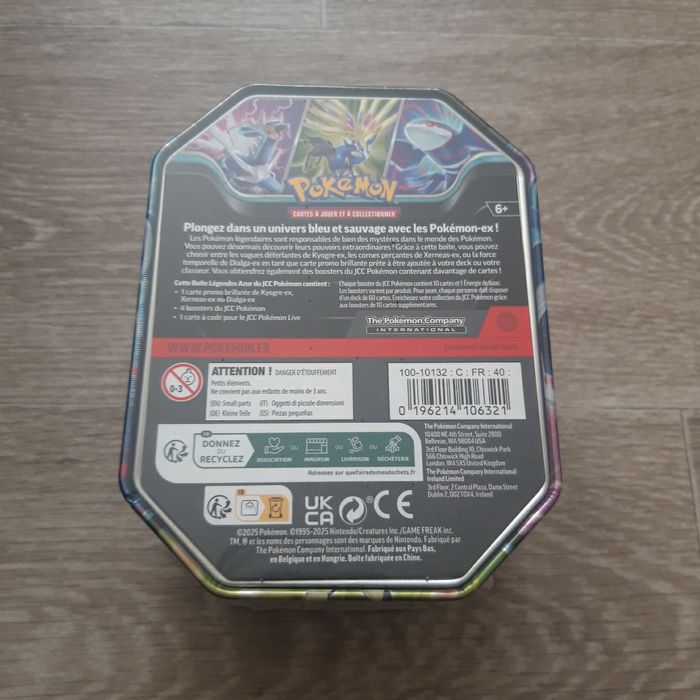 POKÉMON
CARTES À JOUER ET À COLLECTIONNER
6+
Plongez dans un univers bleu et sauvage avec les Pokémon-ex !
Les Pokémon légendaires sont responsables de bien des mystères dans le monde des Pokémon.
Vous pouvez désormais découvrir leurs pouvoirs extraordinaires ! Grâce à cette boîte, vous pouvez
choisir entre les vagues déferlantes de Kyogre-ex, les cornes perçantes de Xerneas-ex, ou la force
temporelle de Dialga-ex en tant que carte promo brillante prête à être ajoutée à votre deck ou votre
classeur. Vous obtiendrez également des boosters du JCC Pokémon contenant davantage de cartes !
Cette Boîte Légendes Azur du JCC Pokémon contient :
• 1 carte promo brillante de Kyogre-ex,
Xerneas-ex ou Dialga-ex
• 4 boosters du JCC Pokémon
• 1 carte à code pour le JCC Pokémon Live
Chaque booster du JCC Pokémon contient 10 cartes et 1 Énergie de base.
Les boosters varient par produit. Pour jouer, chaque personne doit disposer
d'un deck de 60 cartes. Enrichissez votre collection du JCC Pokémon grâce
aux boosters de 10 cartes supplémentaires.
The Pokémon Company
INTERNATIONAL
WWW.POKEMON.FR
Conservez ces adresses.
0-3
ATTENTION ! DANGER D'ÉTOUFFEMENT
Petits éléments.
Ne convient pas aux enfants de moins de 3 ans.
(EN) Small parts (IT) Oggetti di piccole dimensioni
(DE) Kleine Teile (ES) Piezas pequeñas
100-10132 : C : FR : 40 :
0 196214 106321
FR
DONNEZ
OU
RECYCLEZ
ASSOCIATION
OU
MAGASIN
OU
LIVRAISON
OU
DÉCHÈTERIE
Adresses sur quefairedemesdechets.fr
The Pokémon Company International
10400 NE 4th Street, Suite 2800
Bellevue, WA 98004 USA
3rd Floor Building 10, Chiswick Park
566 Chiswick High Road
London, W4 5XS United Kingdom
The Pokémon Company International
Ireland Limited
3rd Floor, 2 Central Plaza, Dame Street
Dublin 2, D02 T0X4, Ireland
FR
UK
CA
CE
©2025 Pokémon. ©1995-2025 Nintendo/Creatures Inc./GAME FREAK inc.
TM, ® et les noms des personnages sont des marques de Nintendo. Fabriqué par
The Pokémon Company International. Fabriqué aux Pays Bas,
en Belgique et en Hongrie. Boîte fabriquée en Chine.